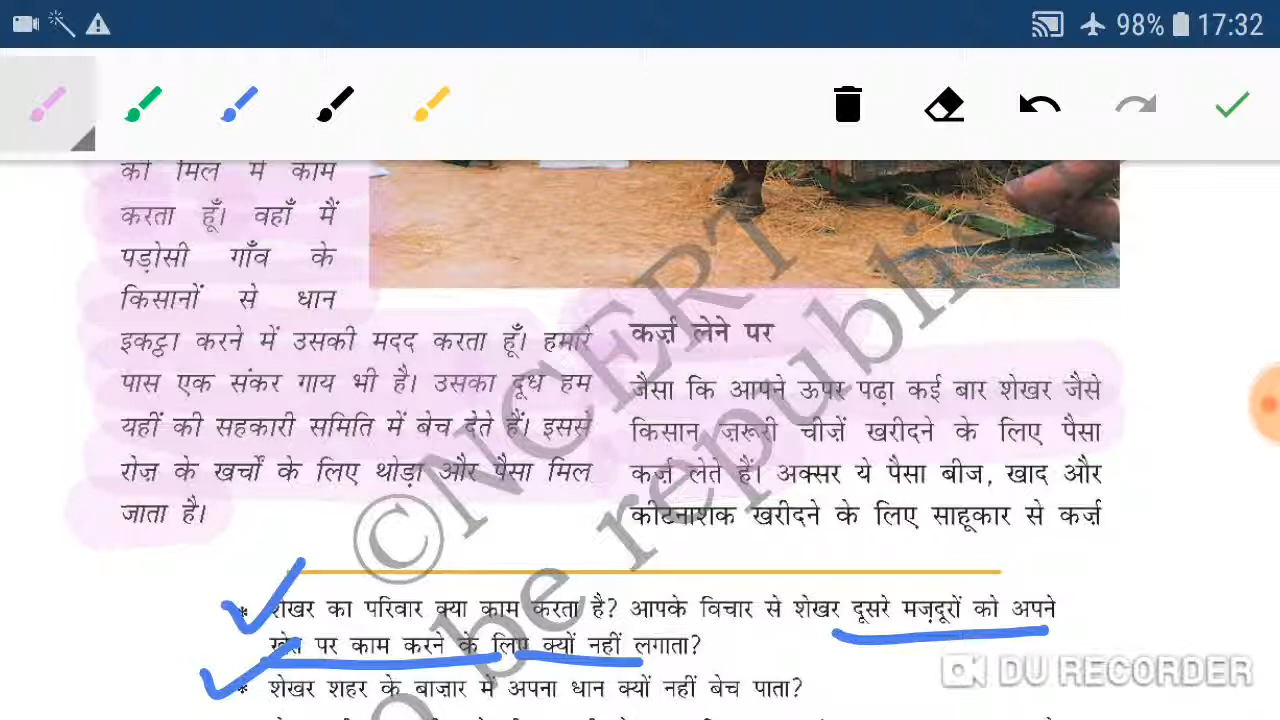 98% 17:32
की मिल में काम
करता हूँ। वहाँ मैं
पड़ोसी गाँव के
किसानों से धान
इकट्ठा करने में उसकी मदद करता हूँ। हमारे
पास एक संकर गाय भी है। उसका दूध हम
यहीं की सहकारी समिति में बेच देते हैं। इससे
रोज़ के खर्चों के लिए थोड़ा और पैसा मिल
जाता है।
कर्ज़ लेने पर
जैसा कि आपने ऊपर पढ़ा कई बार शेखर जैसे
किसान ज़रूरी चीज़ें खरीदने के लिए पैसा
कर्ज़ लेते हैं। अक्सर ये पैसा बीज, खाद और
कीटनाशक खरीदने के लिए साहूकार से कर्ज़
©NCERT
o be republis
* शेखर का परिवार क्या काम करता है? आपके विचार से शेखर दूसरे मज़दूरों को अपने
खेत पर काम करने के लिए क्यों नहीं लगाता?
* शेखर शहर के बाज़ार में अपना धान क्यों नहीं बेच पाता?
DU RECORDER